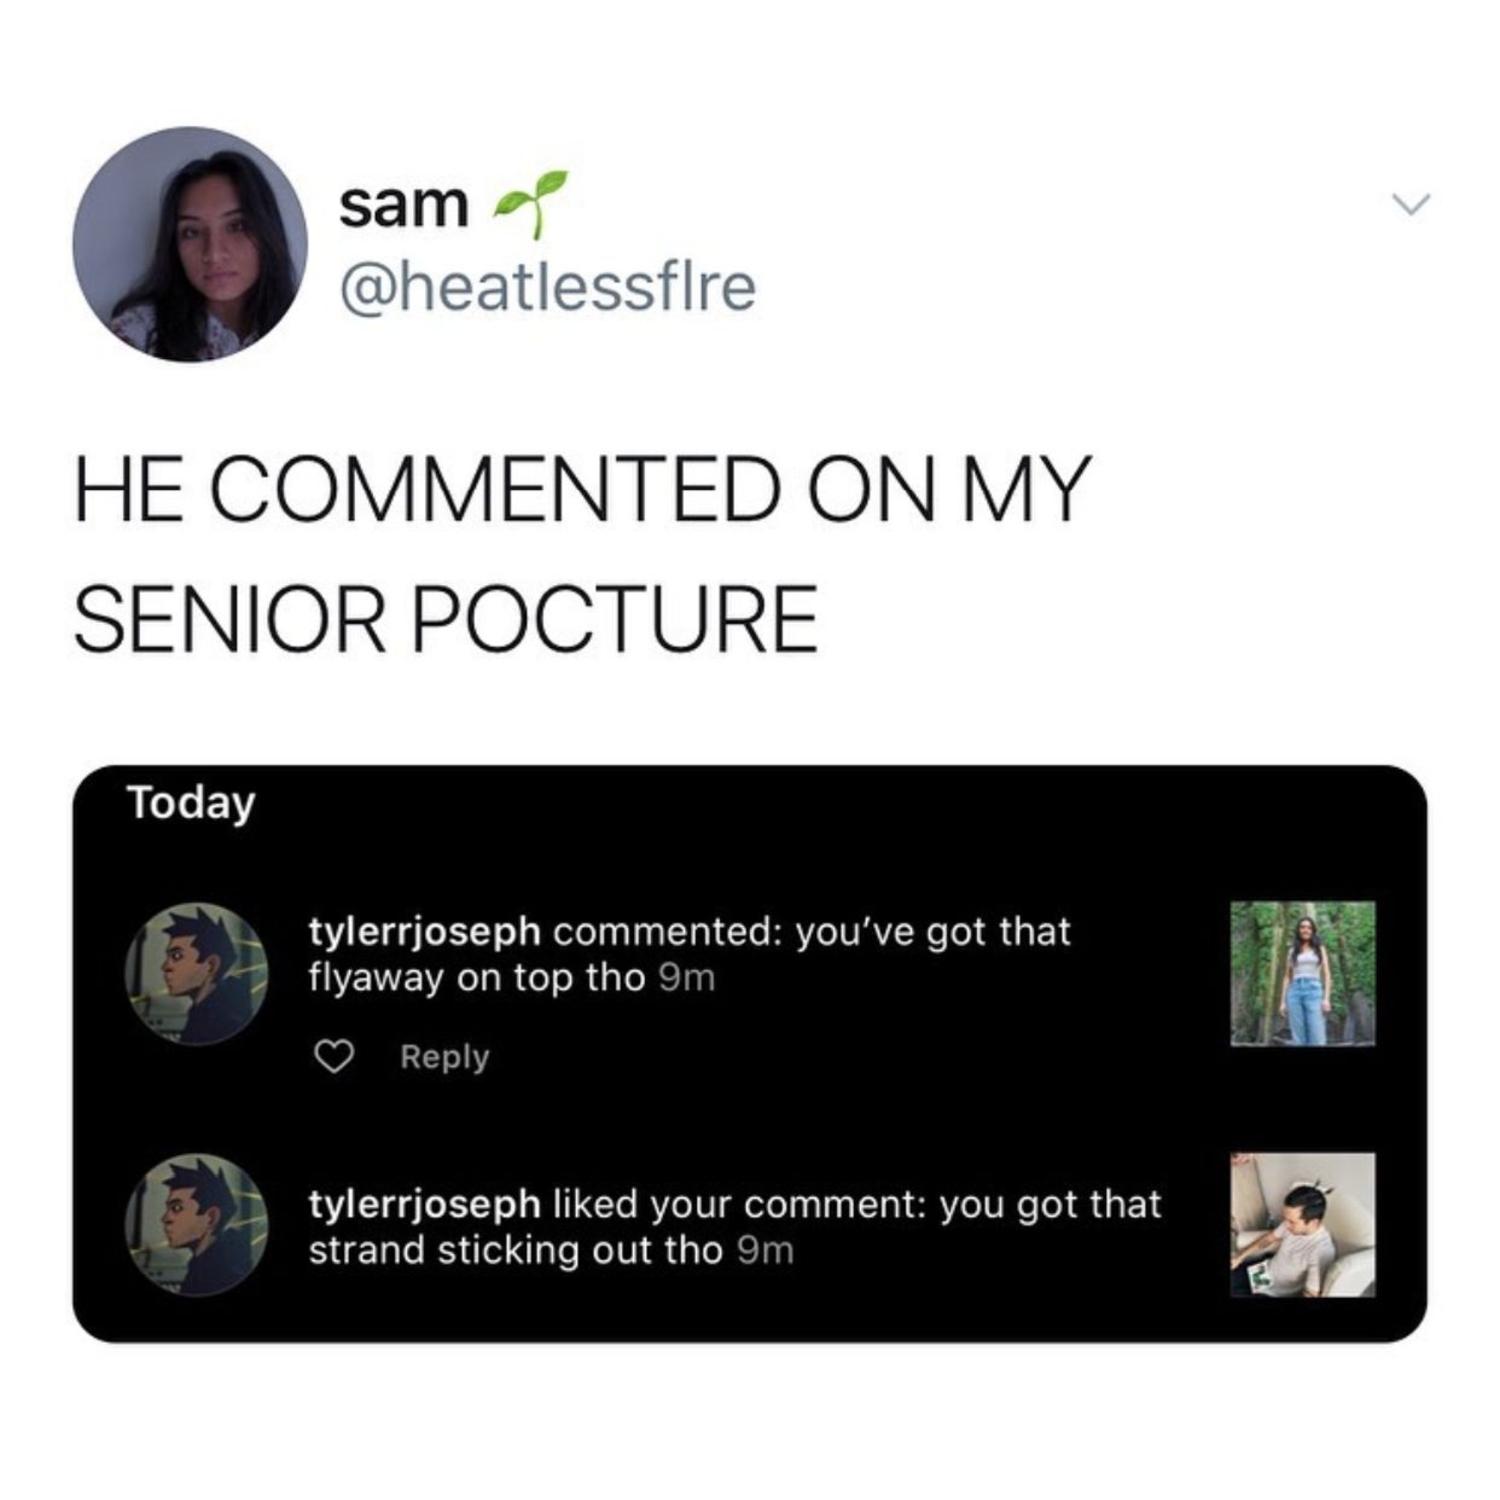 sam 🌱
@heatlessflre
HE COMMENTED ON MY
SENIOR POCTURE
Today
tylerrjoseph commented: you’ve got that
flyaway on top tho 9m
Reply
tylerrjoseph liked your comment: you got that
strand sticking out tho 9m